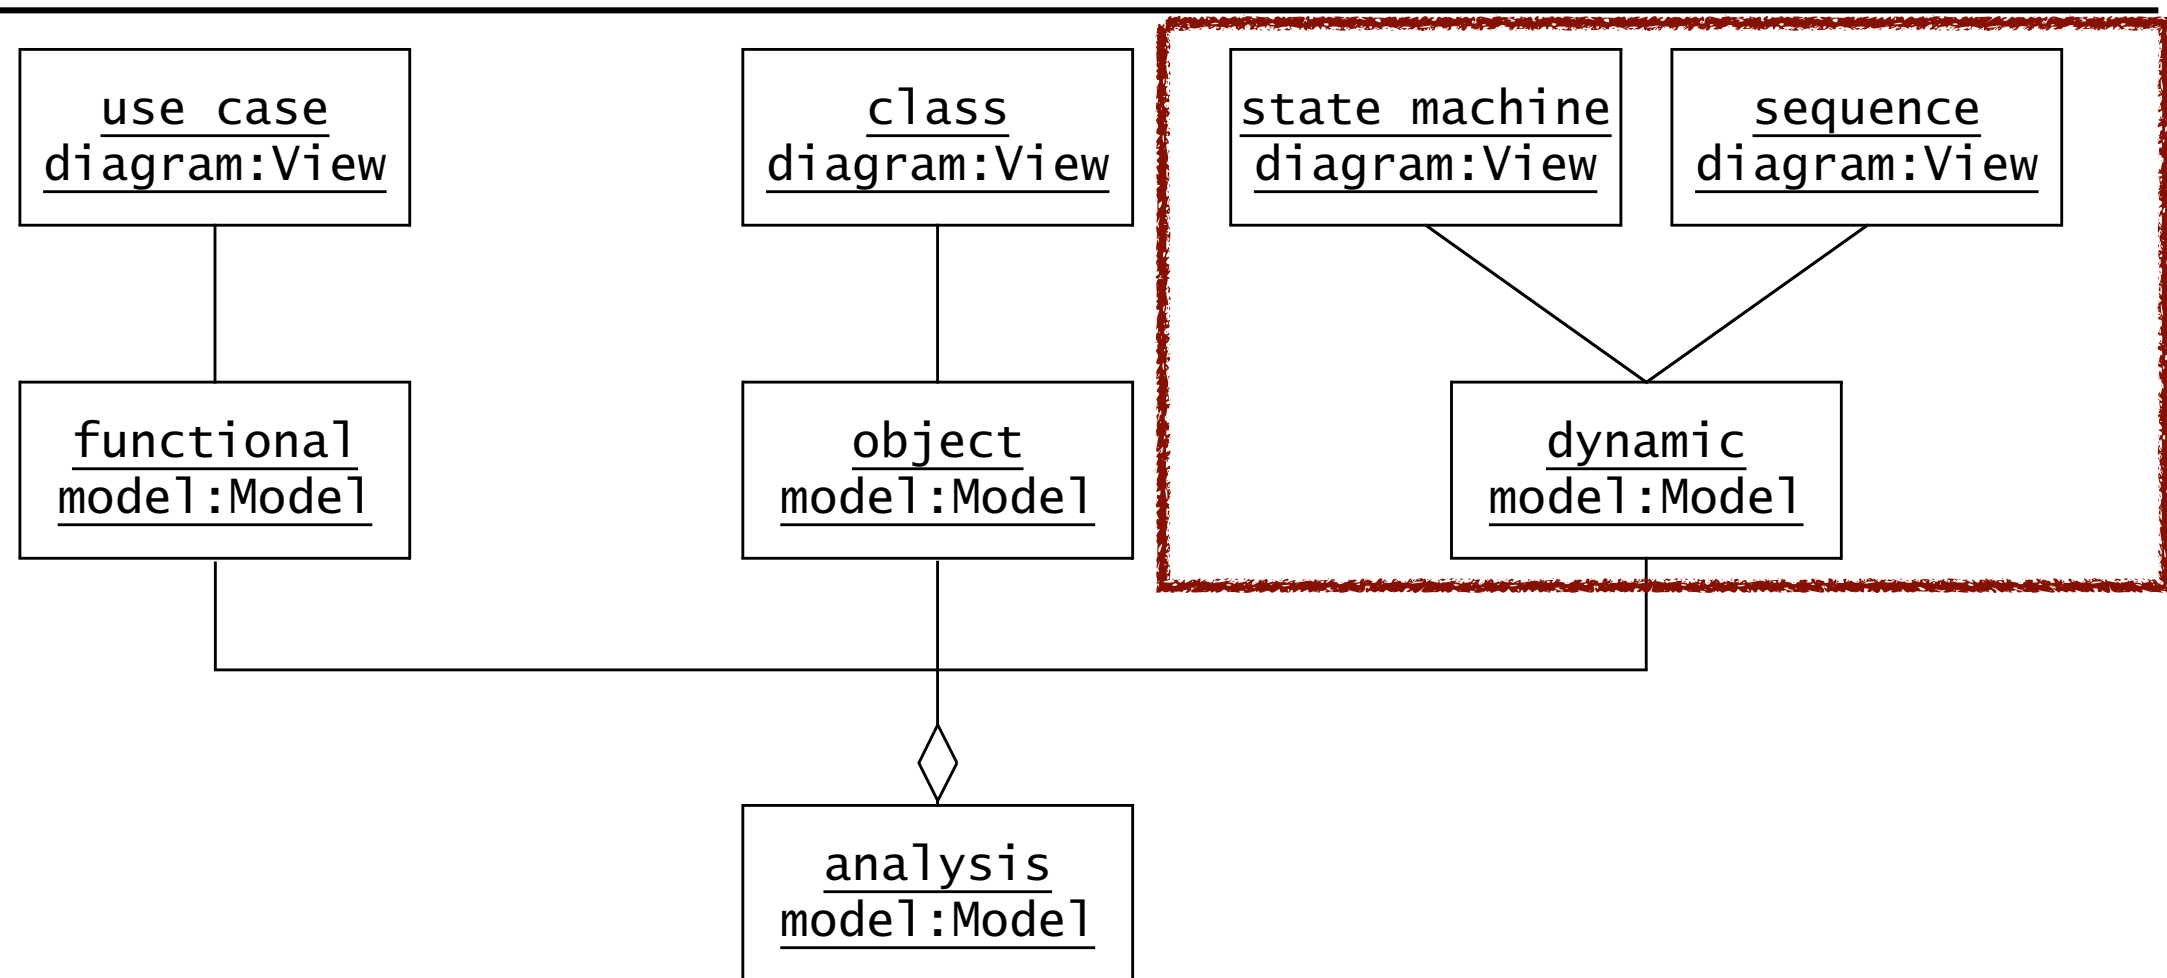 use case
diagram:View
class
diagram:View
state machine
diagram:View
sequence
diagram:View
functional
model:Model
object
model:Model
dynamic
model:Model
analysis
model:Model